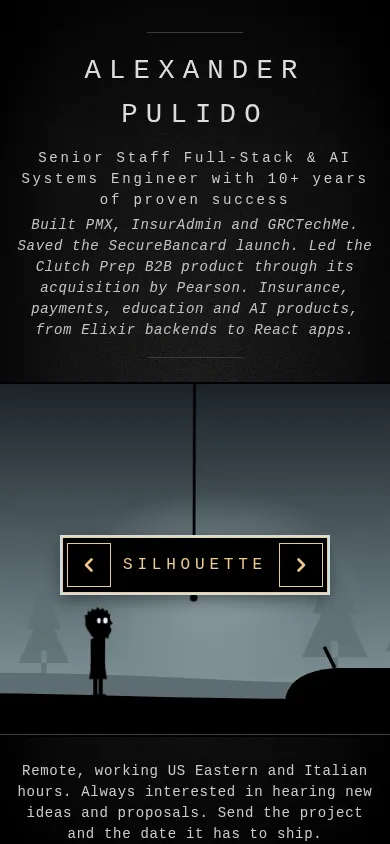 ALEXANDER
PULIDO
Senior Staff Full-Stack & AI
Systems Engineer with 10+ years
of proven success
Built PMX, InsurAdmin and GRCTechMe.
Saved the SecureBancard launch. Led the
Clutch Prep B2B product through its
acquisition by Pearson. Insurance,
payments, education and AI products,
from Elixir backends to React apps.
SILHOUETTE
Remote, working US Eastern and Italian
hours. Always interested in hearing new
ideas and proposals. Send the project
and the date it has to ship.